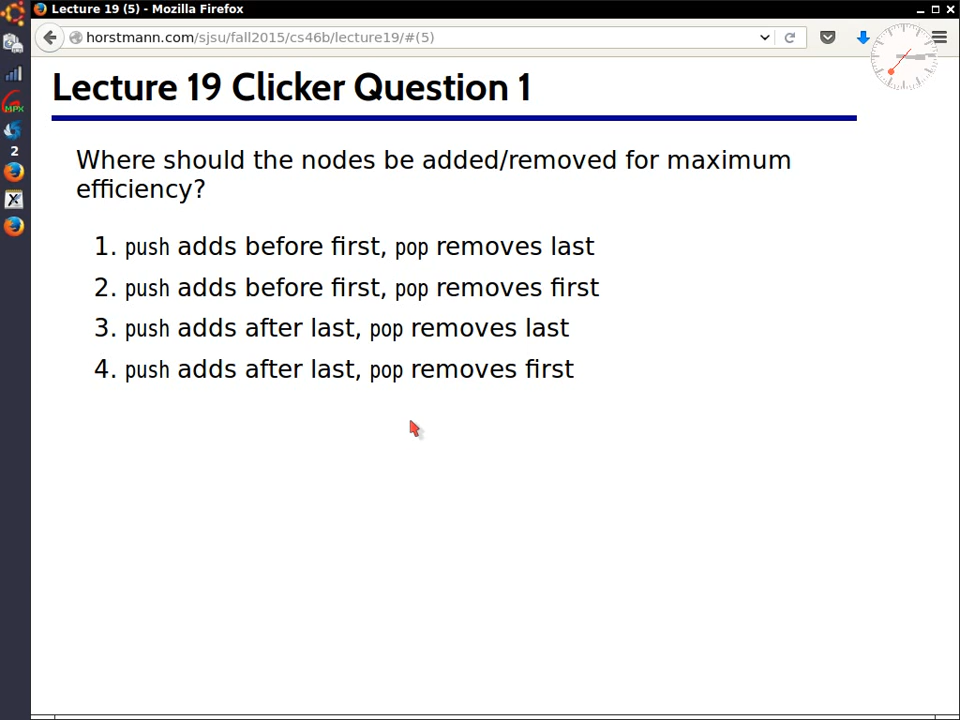 Lecture 19 (5) - Mozilla Firefox
horstmann.com/sjsu/fall2015/cs46b/lecture19/#(5)
Lecture 19 Clicker Question 1
Where should the nodes be added/removed for maximum
efficiency?
1. push adds before first, pop removes last
2. push adds before first, pop removes first
3. push adds after last, pop removes last
4. push adds after last, pop removes first
MPX
2
X